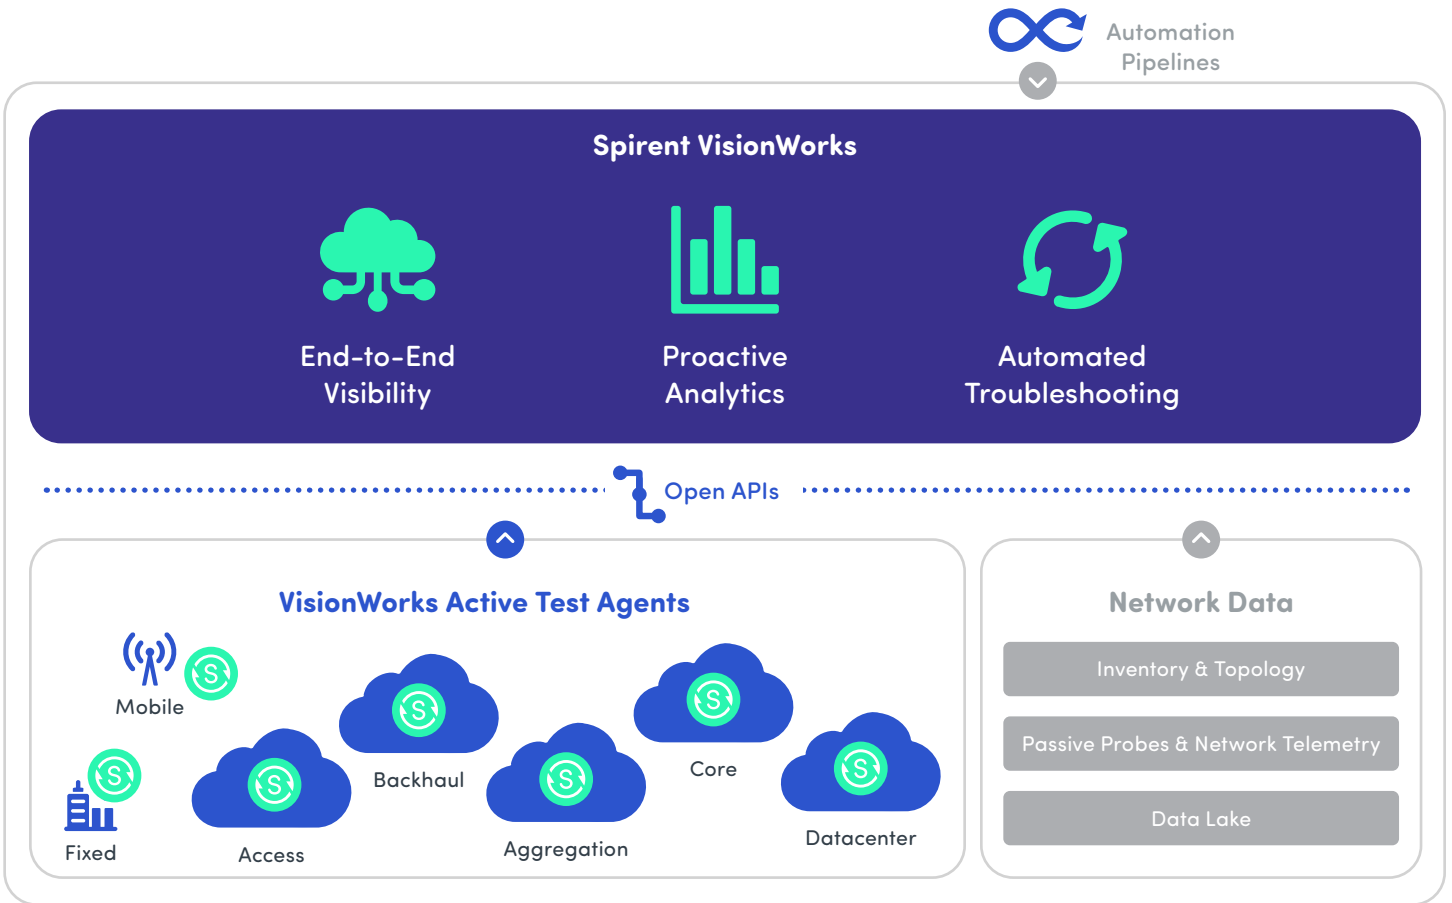 Automation
Pipelines
Spirent VisionWorks
End-to-End
Visibility
Proactive
Analytics
Automated
Troubleshooting
Open APIs
VisionWorks Active Test Agents
Mobile
S
Fixed
S
Access
S
Backhaul
S
Aggregation
S
Core
S
Datacenter
S
Network Data
Inventory & Topology
Passive Probes & Network Telemetry
Data Lake